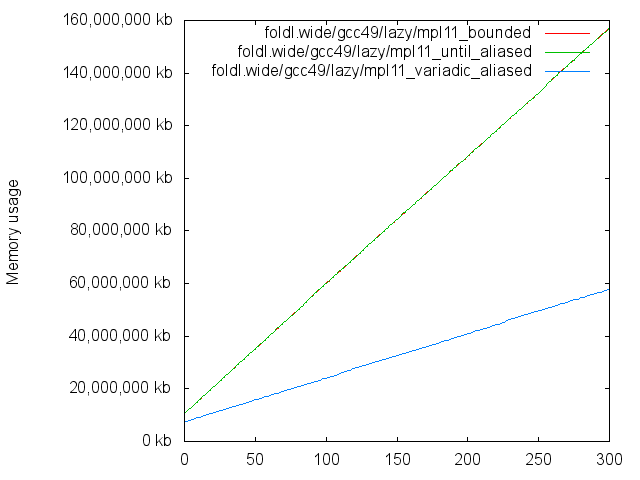 160,000,000 kb
140,000,000 kb
120,000,000 kb
100,000,000 kb
80,000,000 kb
60,000,000 kb
40,000,000 kb
20,000,000 kb
0 kb
Memory usage
foldl.wide/gcc49/lazy/mpl11_bounded
foldl.wide/gcc49/lazy/mpl11_until_aliased
foldl.wide/gcc49/lazy/mpl11_variadic_aliased
0 50 100 150 200 250 300